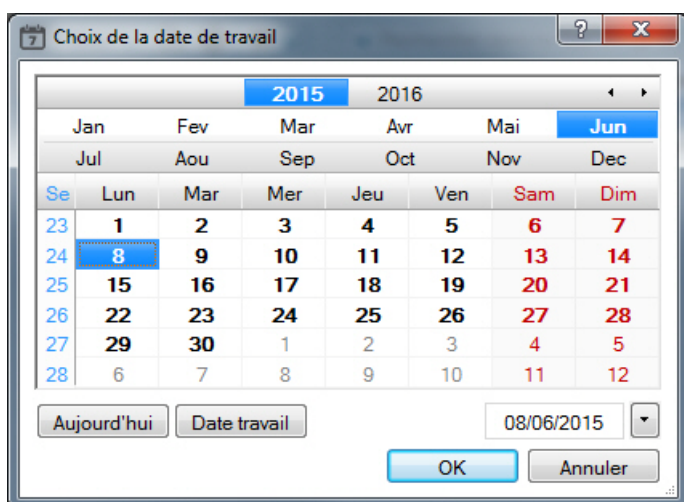 7 Choix de la date de travail ? X
2015 2016
Jan Fev Mar Avr Mai Jun
Jul Aou Sep Oct Nov Dec
Se Lun Mar Mer Jeu Ven Sam Dim
23 1 2 3 4 5 6 7
24 8 9 10 11 12 13 14
25 15 16 17 18 19 20 21
26 22 23 24 25 26 27 28
27 29 30 1 2 3 4 5
28 6 7 8 9 10 11 12
Aujourd'hui Date travail 08/06/2015
OK Annuler